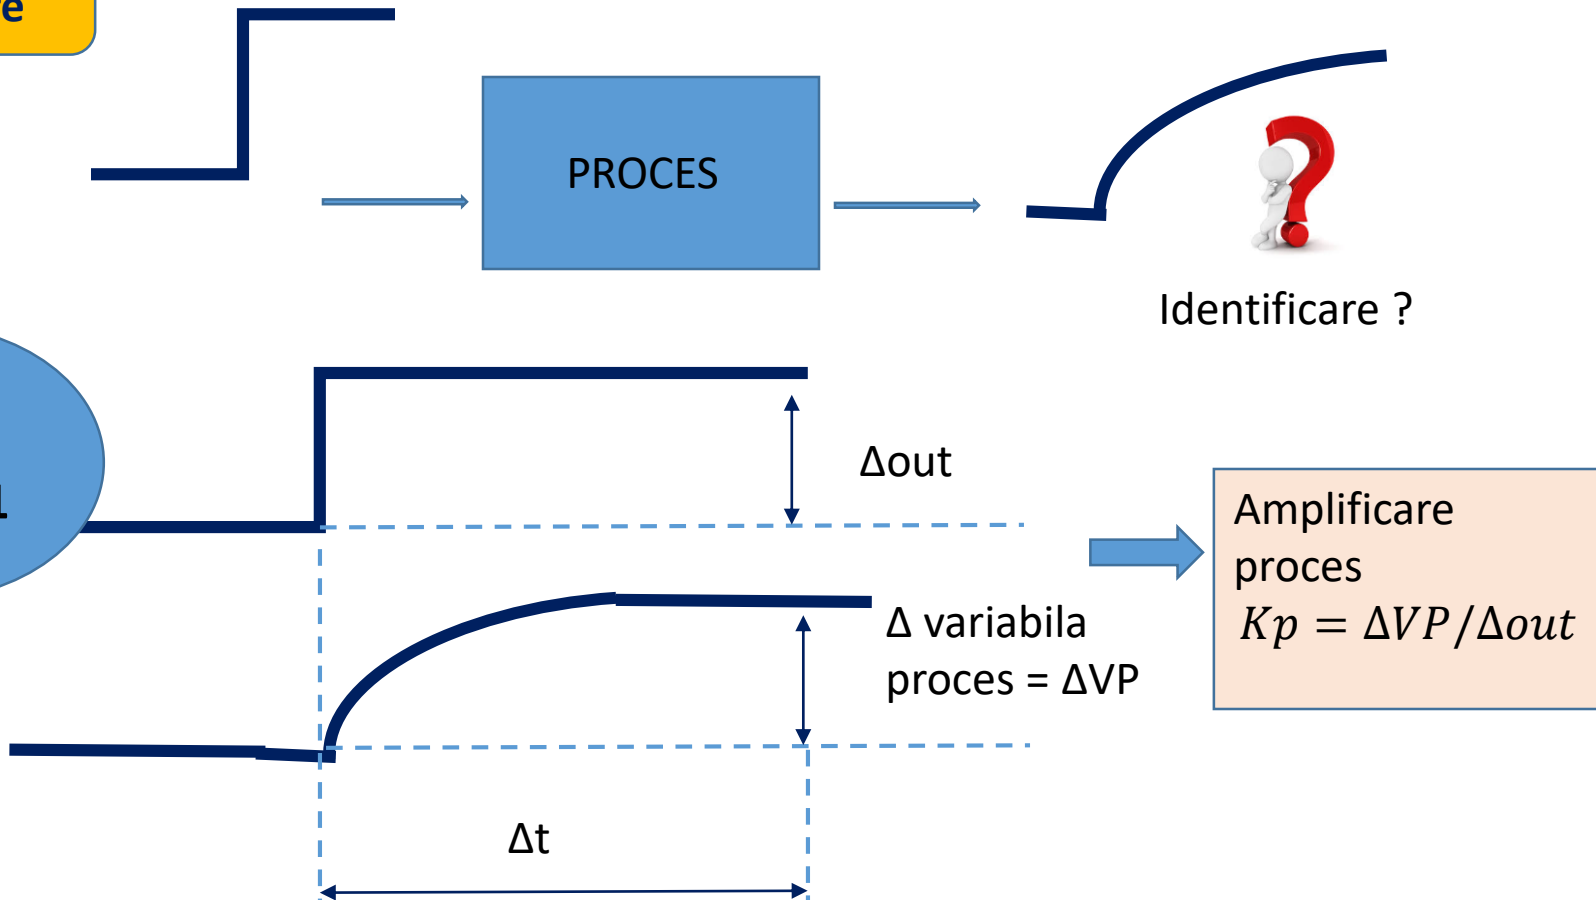 PROCES
Identificare ?
Δout
Amplificare
proces
Kp = ΔVP/Δout
Δ variabila
proces = ΔVP
Δt